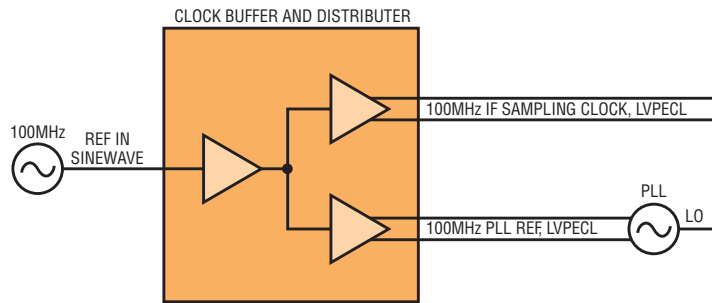 CLOCK BUFFER AND DISTRIBUTER
100MHz
REF IN
SINEWAVE
100MHz IF SAMPLING CLOCK, LVPECL
100MHz PLL REF, LVPECL
PLL
LO